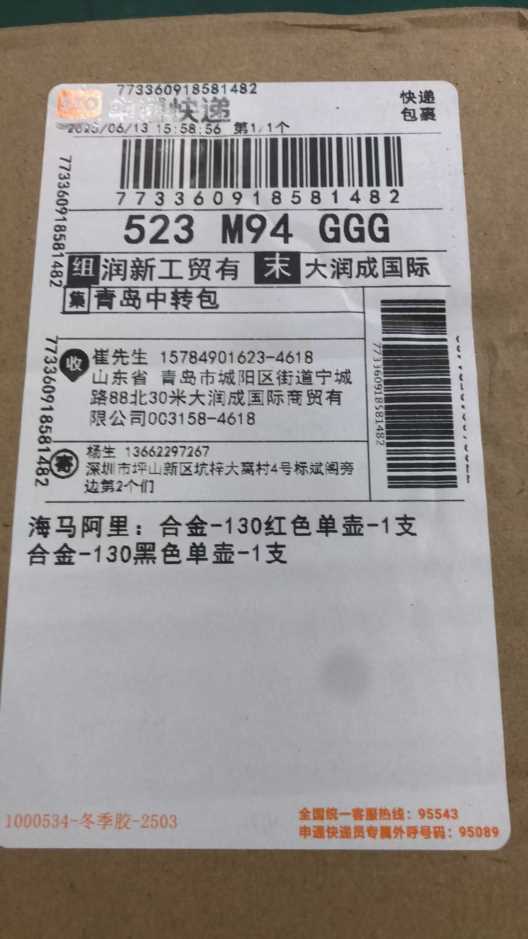 773360918581482
STO
申通快递
快递
包裹
2025/06/13 15:58:56 第1/1个
773360918581482
773360918581482
523 M94 GGG
组 润新工贸有 末 大润成国际
集 青岛中转包
773360918581482
收 崔先生 15784901623-4618
山东省 青岛市城阳区街道宁城
路88北30米大润成国际商贸有
限公司003158-4618
773360918581482
寄 杨生 13662297267
深圳市坪山新区坑梓大窝村4号标斌阁旁
边第2个们
海马阿里：合金-130红色单壶-1支
合金-130黑色单壶-1支
1000534-冬季胶-2503
全国统一客服热线：95543
申通快递员专属外呼号码：95089